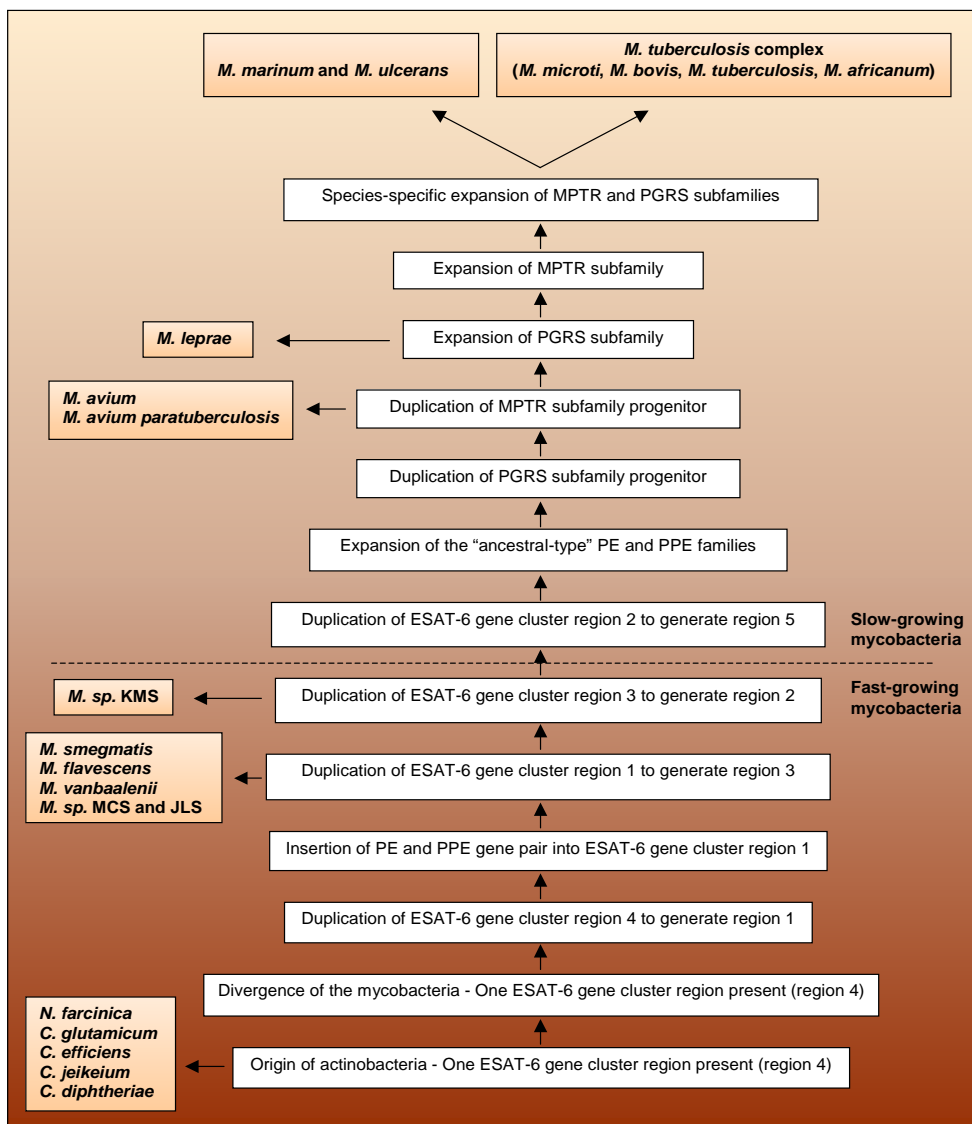 M. marinum and M. ulcerans
M. tuberculosis complex
(M. microti, M. bovis, M. tuberculosis, M. africanum)
Species-specific expansion of MPTR and PGRS subfamilies
Expansion of MPTR subfamily
M. leprae
Expansion of PGRS subfamily
M. avium
M. avium paratuberculosis
Duplication of MPTR subfamily progenitor
Duplication of PGRS subfamily progenitor
Expansion of the “ancestral-type” PE and PPE families
Duplication of ESAT-6 gene cluster region 2 to generate region 5
Slow-growing
mycobacteria
M. sp. KMS
Duplication of ESAT-6 gene cluster region 3 to generate region 2
Fast-growing
mycobacteria
M. smegmatis
M. flavescens
M. vanbaalenii
M. sp. MCS and JLS
Duplication of ESAT-6 gene cluster region 1 to generate region 3
Insertion of PE and PPE gene pair into ESAT-6 gene cluster region 1
Duplication of ESAT-6 gene cluster region 4 to generate region 1
Divergence of the mycobacteria - One ESAT-6 gene cluster region present (region 4)
N. farcinica
C. glutamicum
C. efficiens
C. jeikeium
C. diphtheriae
Origin of actinobacteria - One ESAT-6 gene cluster region present (region 4)